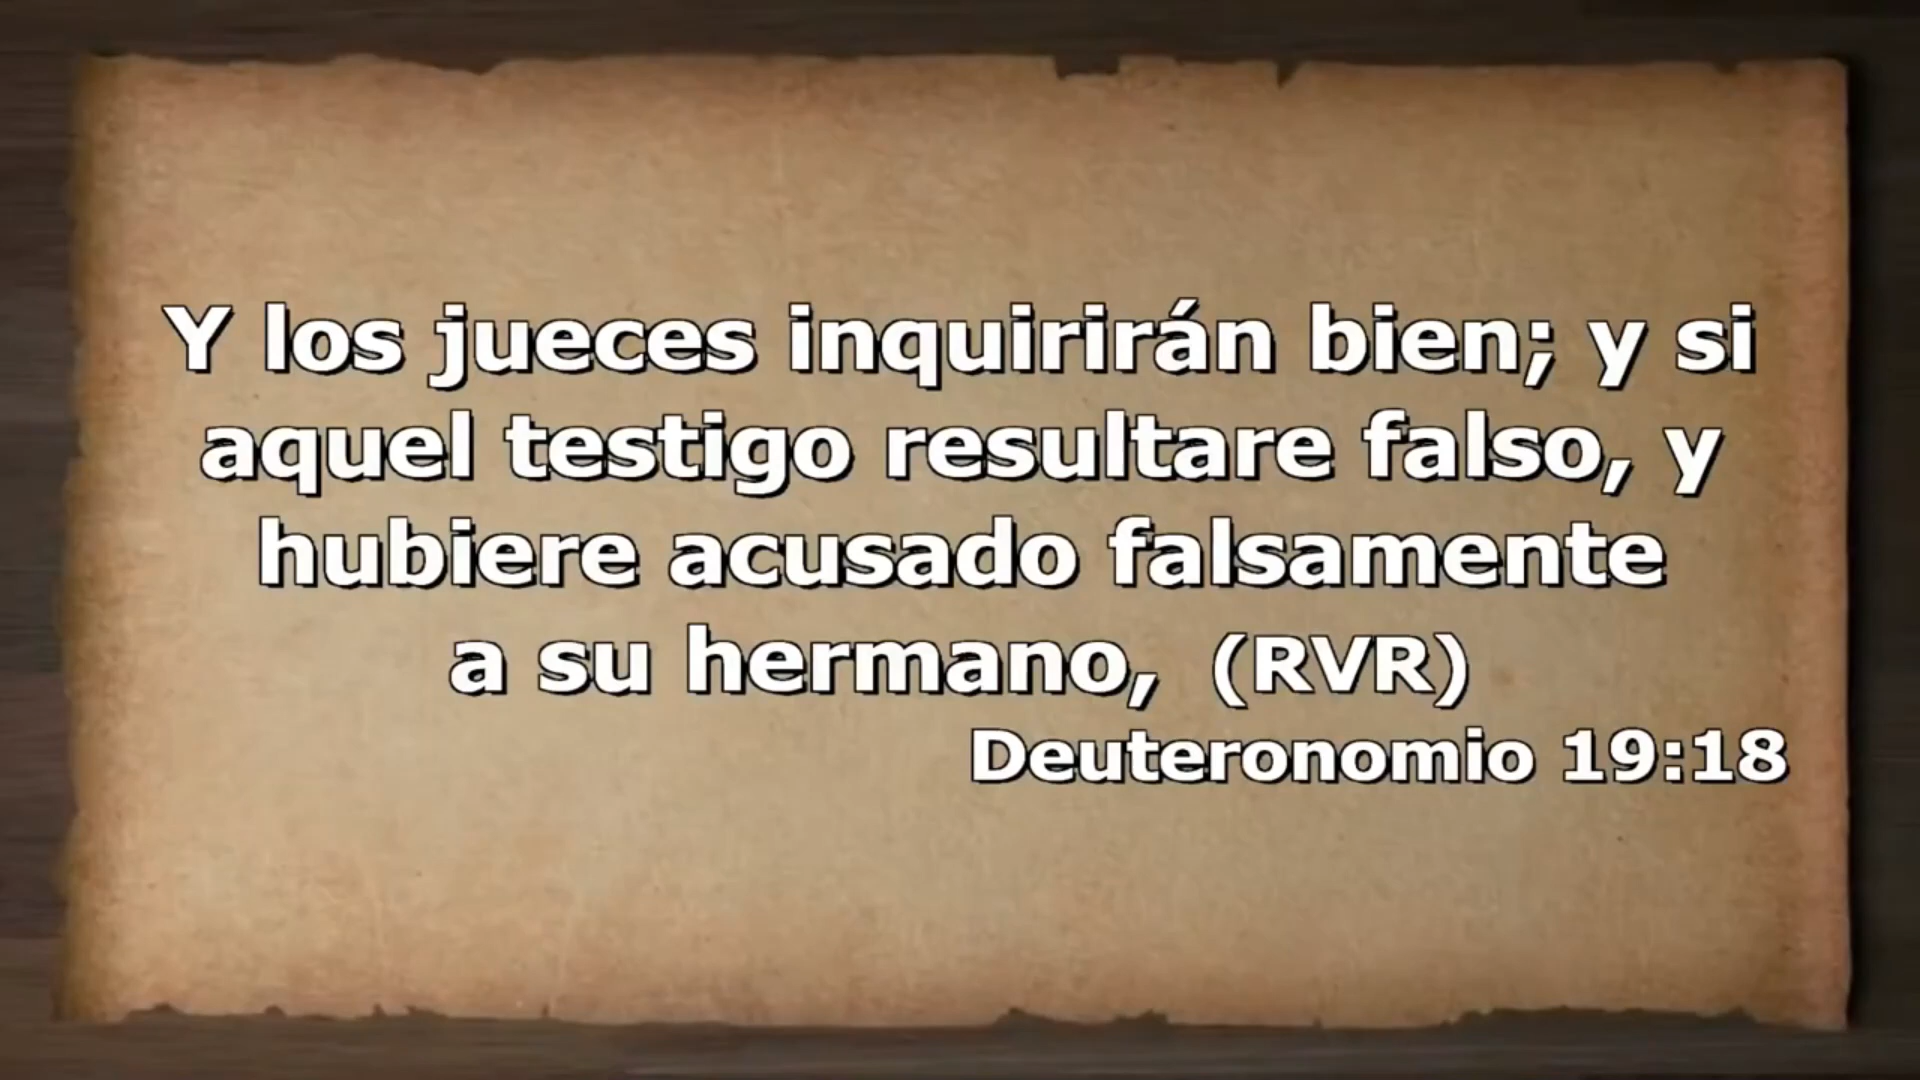 Y los jueces inquirirán bien; y si
aquel testigo resultare falso, y
hubiere acusado falsamente
a su hermano, (RVR)
Deuteronomio 19:18